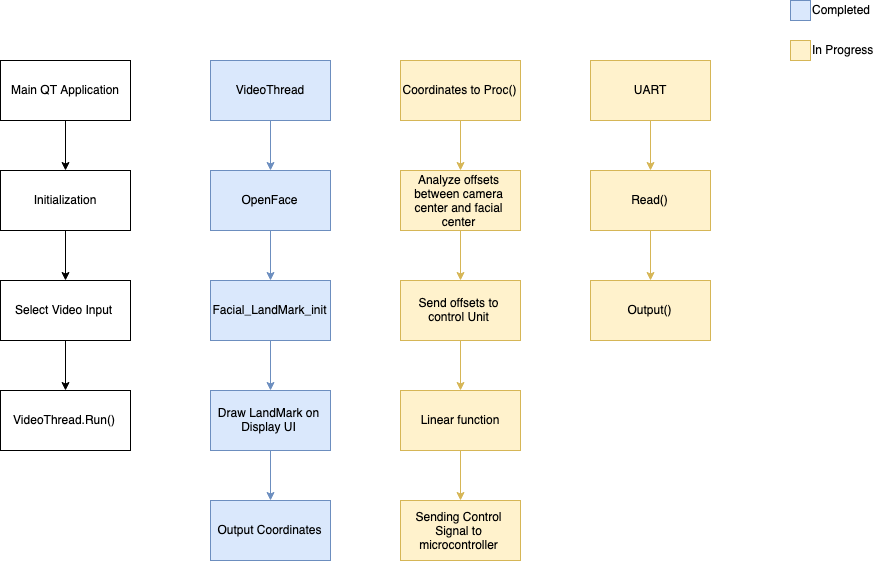 Completed
In Progress
Main QT Application
Initialization
Select Video Input
VideoThread.Run()
VideoThread
OpenFace
Facial_LandMark_init
Draw LandMark on
Display UI
Output Coordinates
Coordinates to Proc()
Analyze offsets
between camera
center and facial
center
Send offsets to
control Unit
Linear function
Sending Control
Signal to
microcontroller
UART
Read()
Output()